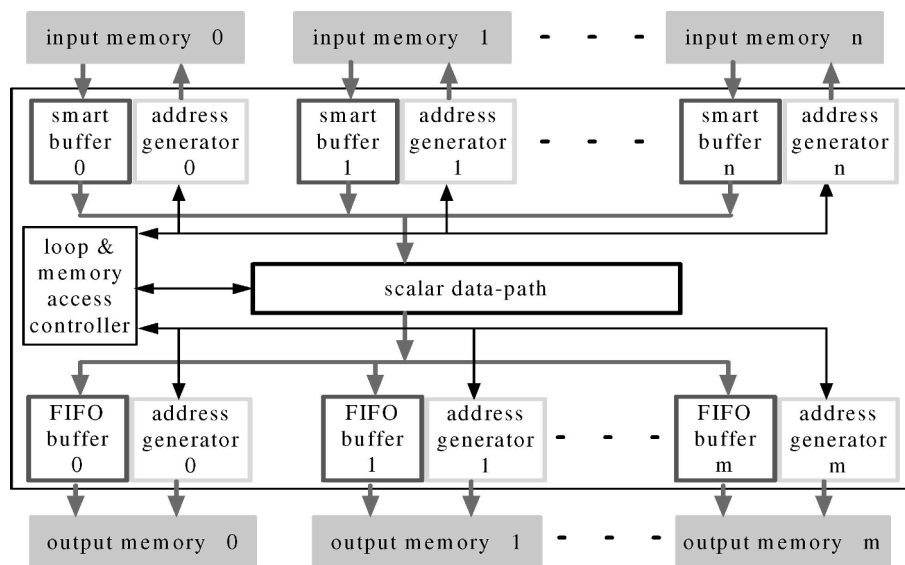 input memory 0
input memory 1
input memory n
smart
buffer
0
address
generator
0
smart
buffer
1
address
generator
1
smart
buffer
n
address
generator
n
loop &
memory
access
controller
scalar data-path
FIFO
buffer
0
address
generator
0
FIFO
buffer
1
address
generator
1
FIFO
buffer
m
address
generator
m
output memory 0
output memory 1
output memory m